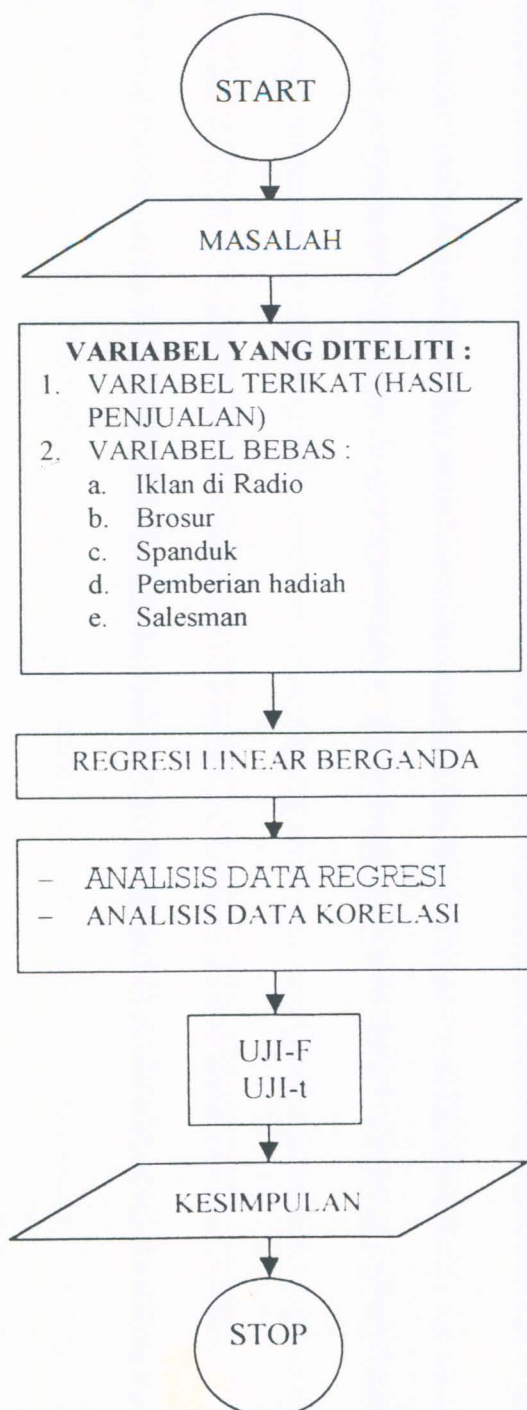 START
MASALAH
VARIABEL YANG DITELITI :
1. VARIABEL TERIKAT (HASIL
PENJUALAN)
2. VARIABEL BEBAS :
a. Iklan di Radio
b. Brosur
c. Spanduk
d. Pemberian hadiah
e. Salesman
REGRESI LINEAR BERGANDA
– ANALISIS DATA REGRESI
– ANALISIS DATA KORELASI
UJI-F
UJI-t
KESIMPULAN
STOP